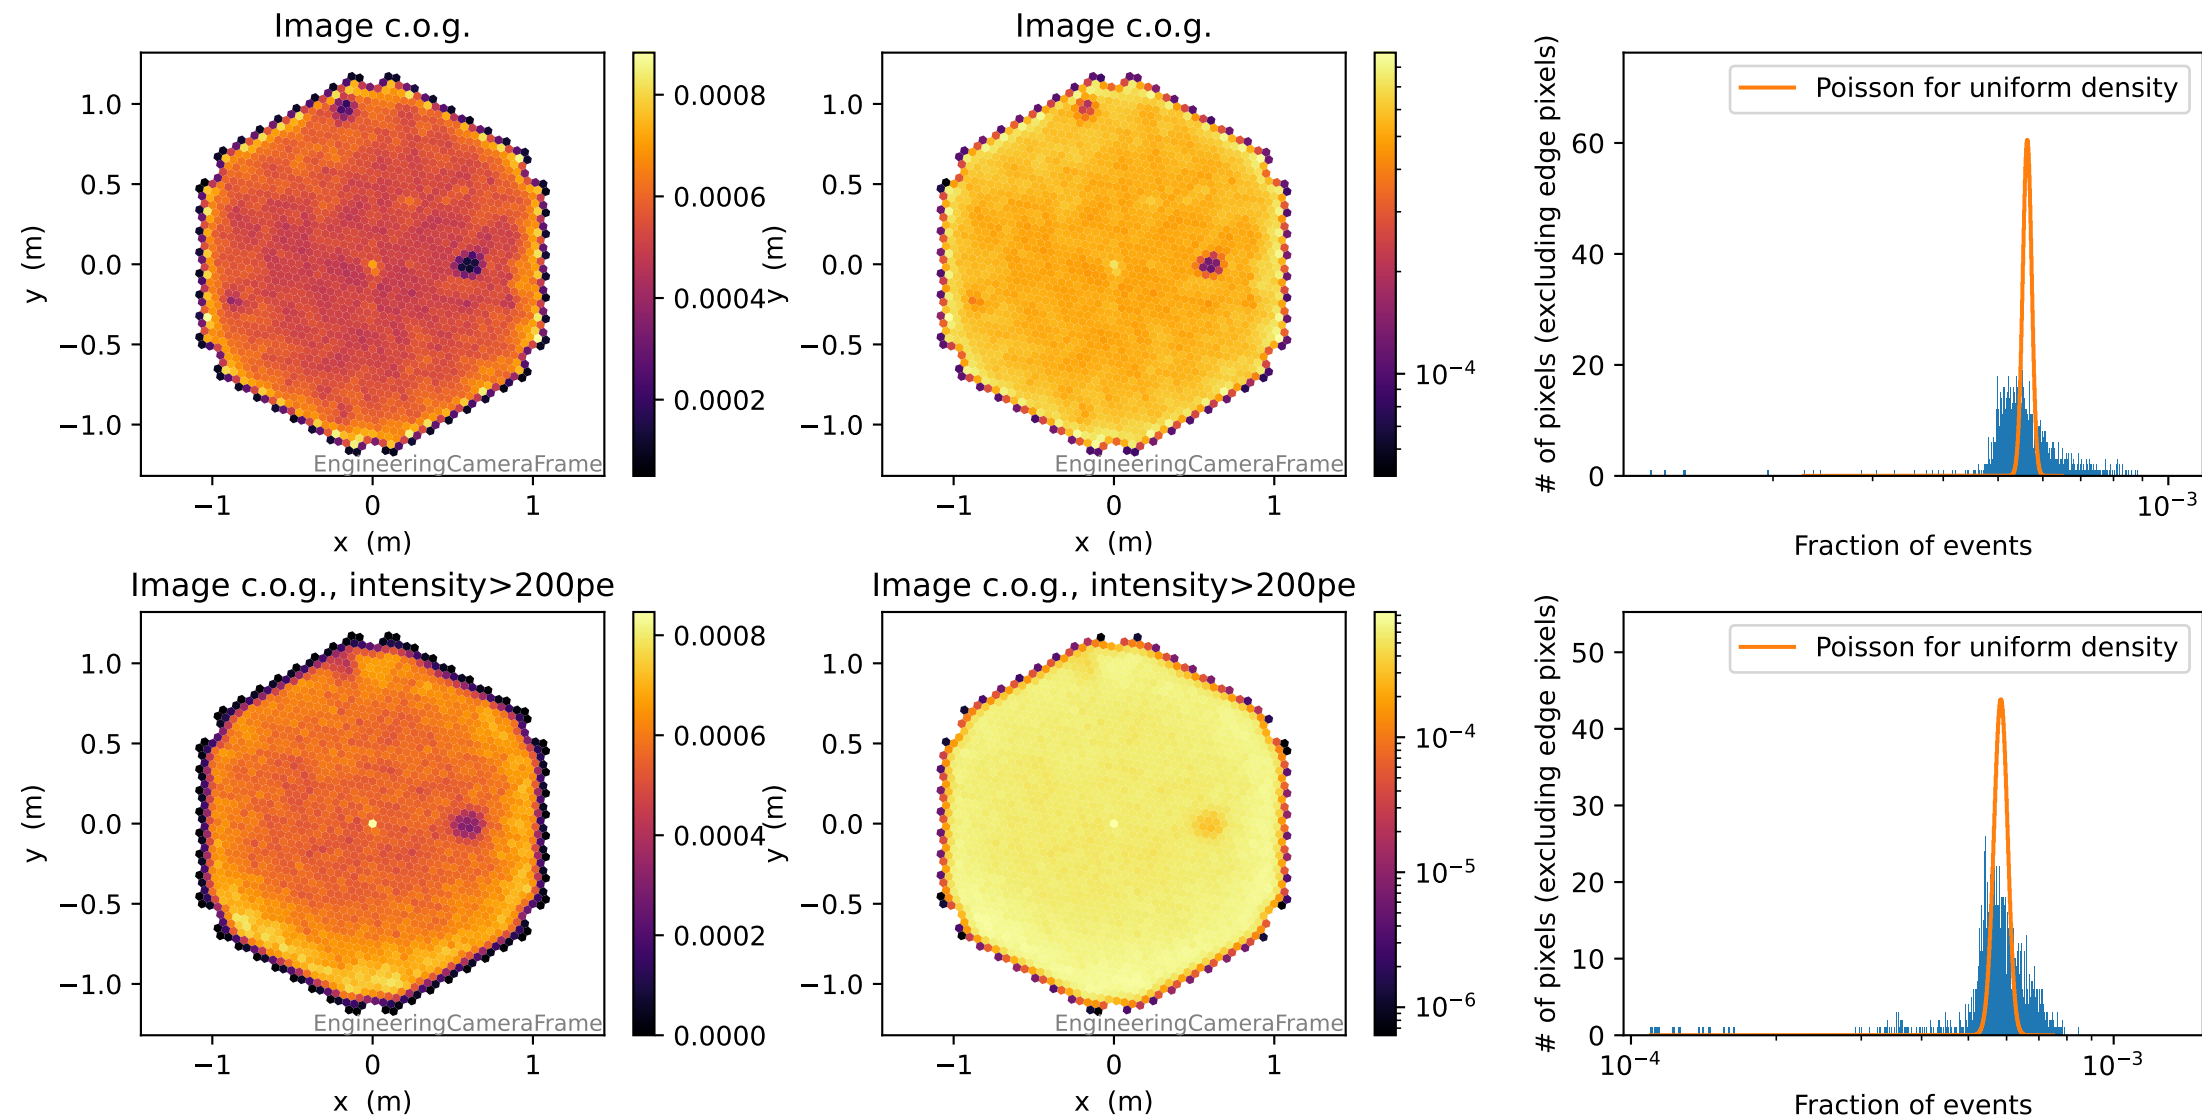 Image c.o.g.
1.0
0.5
0.0
−0.5
−1.0
y (m)
−1
0
1
x (m)
EngineeringCameraFrame
0.0008
0.0006
0.0004
0.0002
Image c.o.g.
1.0
0.5
0.0
−0.5
−1.0
y (m)
−1
0
1
x (m)
EngineeringCameraFrame
10⁻⁴
# of pixels (excluding edge pixels)
60
40
20
0
Poisson for uniform density
10⁻³
Fraction of events
Image c.o.g., intensity>200pe
1.0
0.5
0.0
−0.5
−1.0
y (m)
−1
0
1
x (m)
EngineeringCameraFrame
0.0008
0.0006
0.0004
0.0002
0.0000
Image c.o.g., intensity>200pe
1.0
0.5
0.0
−0.5
−1.0
y (m)
−1
0
1
x (m)
EngineeringCameraFrame
10⁻⁴
10⁻⁵
10⁻⁶
# of pixels (excluding edge pixels)
50
40
30
20
10
0
Poisson for uniform density
10⁻⁴
10⁻³
Fraction of events